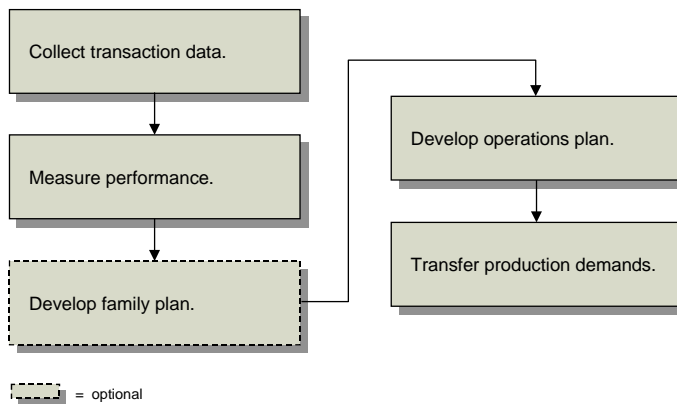 Collect transaction data.
Measure performance.
Develop family plan.
Develop operations plan.
Transfer production demands.
= optional